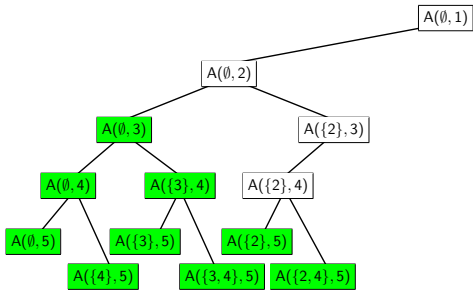 A(∅, 1)
A(∅, 2)
A(∅, 3)
A({2}, 3)
A(∅, 4)
A({3}, 4)
A({2}, 4)
A(∅, 5)
A({3}, 5)
A({2}, 5)
A({4}, 5)
A({3, 4}, 5)
A({2, 4}, 5)